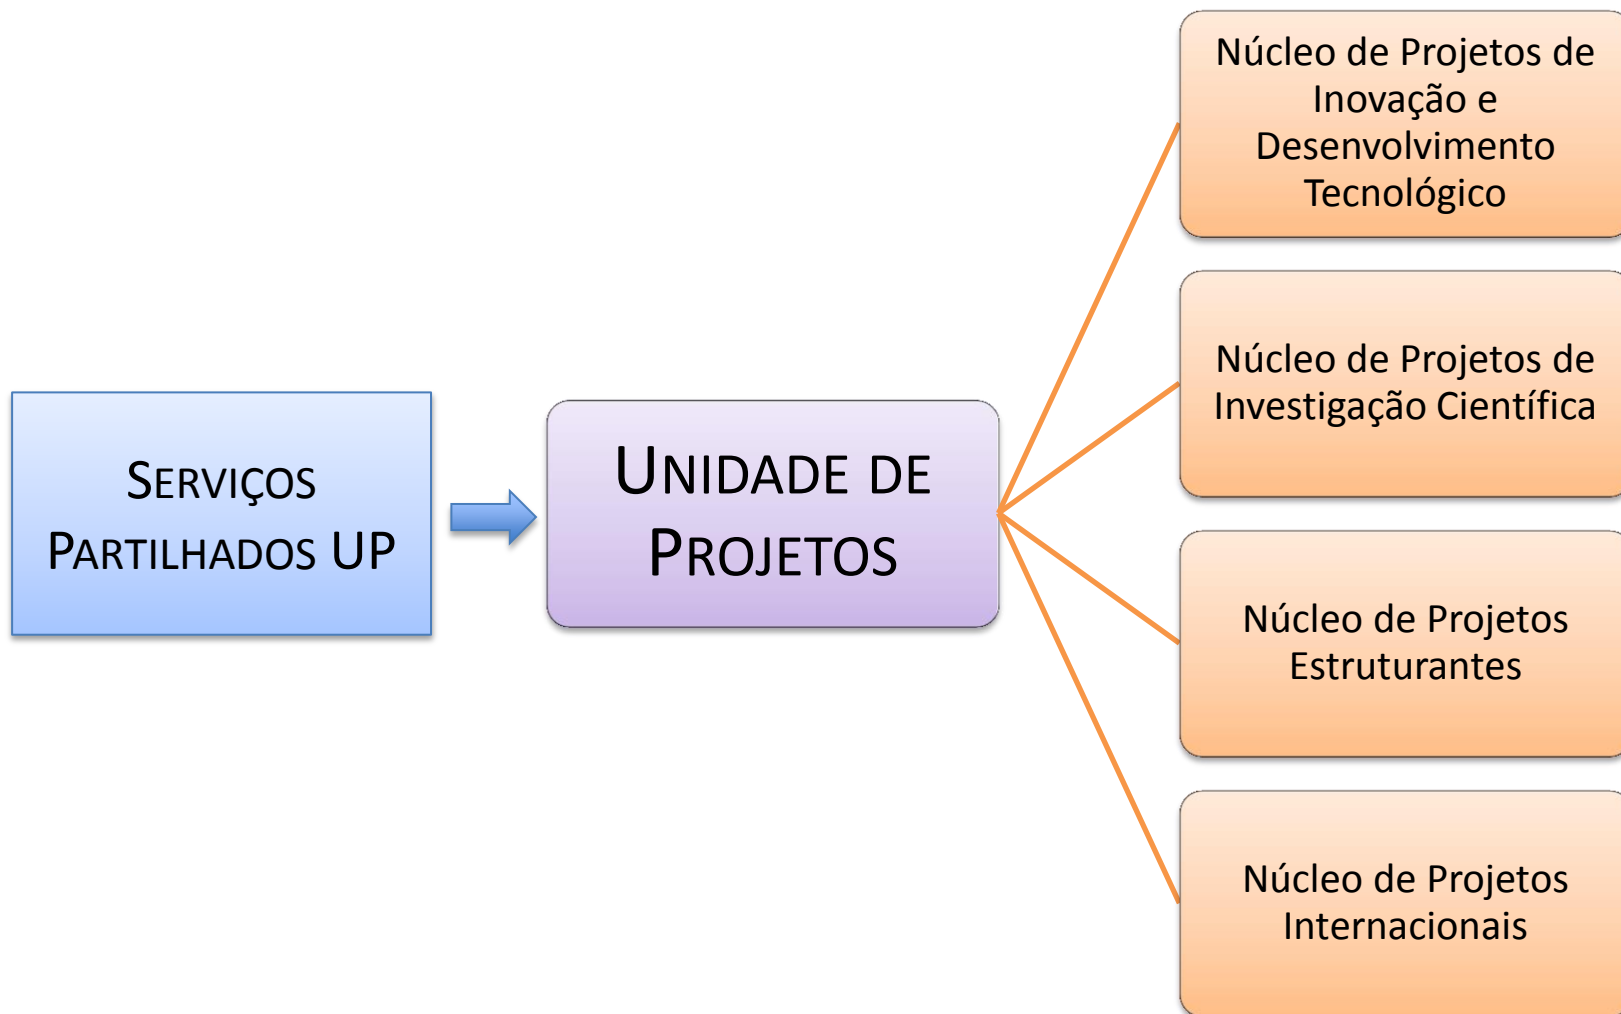 SERVIÇOS
PARTILHADOS UP
UNIDADE DE
PROJETOS
Núcleo de Projetos de
Inovação e
Desenvolvimento
Tecnológico
Núcleo de Projetos de
Investigação Científica
Núcleo de Projetos
Estruturantes
Núcleo de Projetos
Internacionais